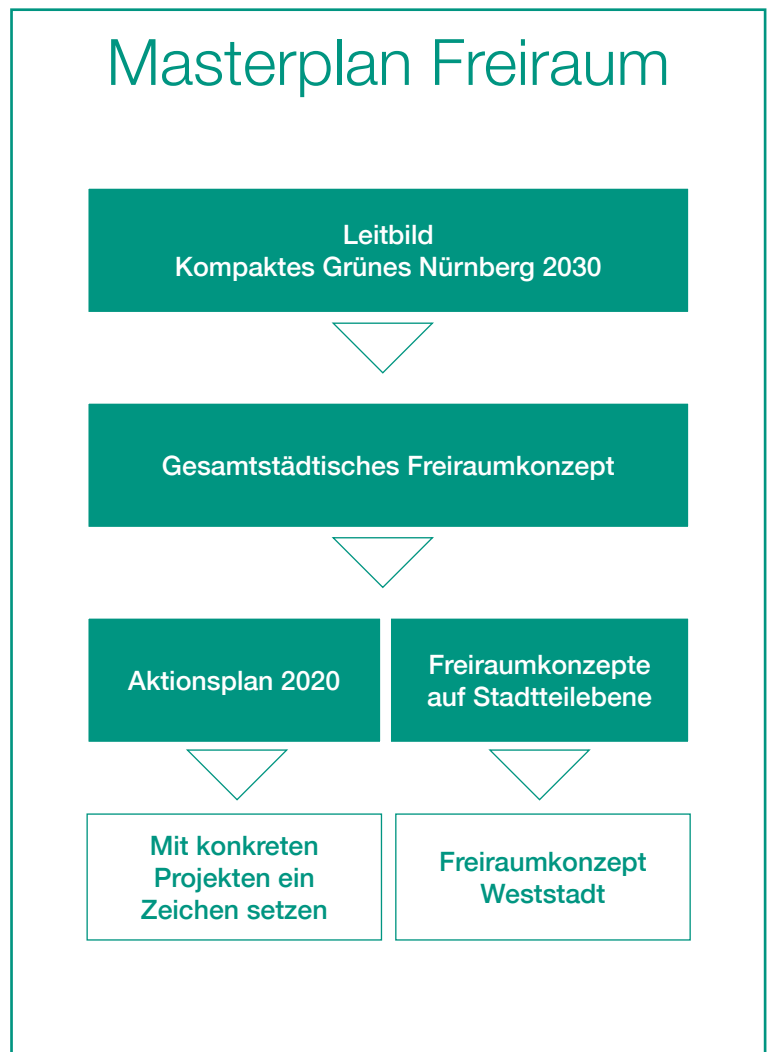 Masterplan Freiraum
Leitbild
Kompaktes Grünes Nürnberg 2030
Gesamtstädtisches Freiraumkonzept
Aktionsplan 2020
Freiraumkonzepte
auf Stadtteilebene
Mit konkreten
Projekten ein
Zeichen setzen
Freiraumkonzept
Weststadt